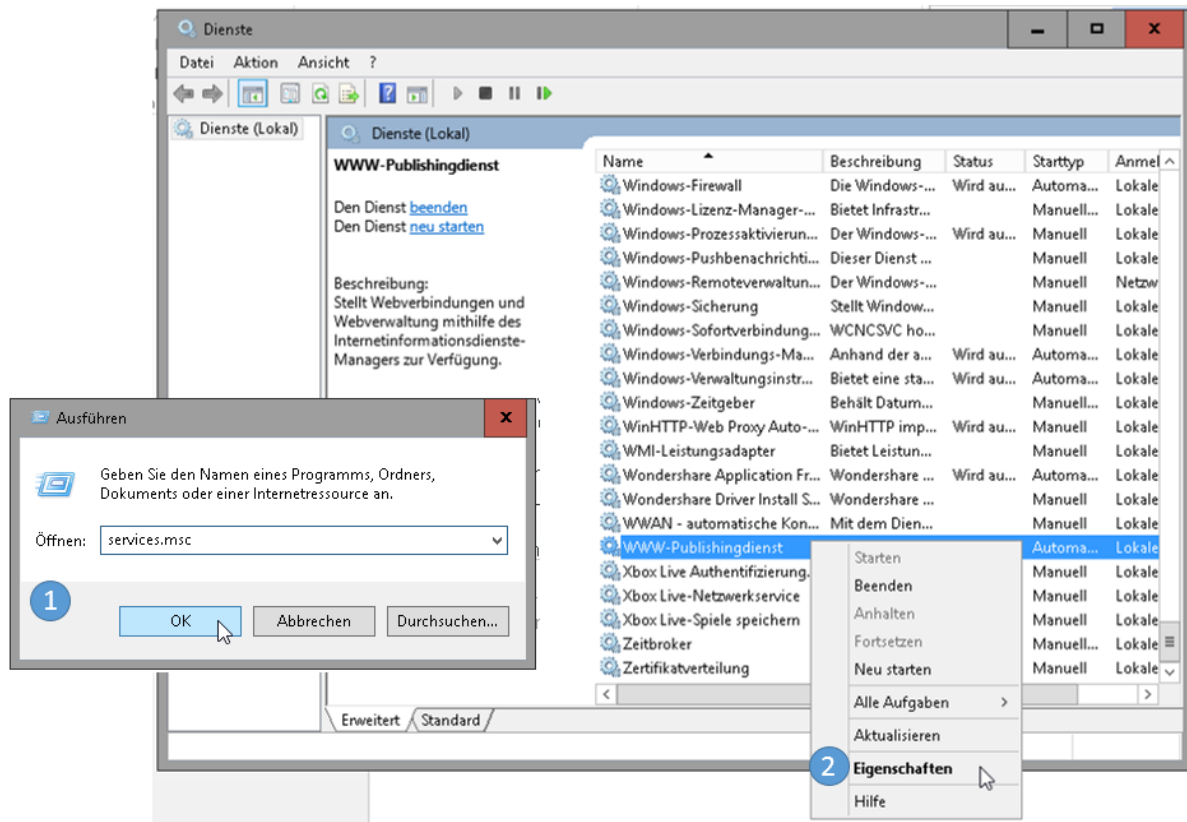 Dienste
Datei Aktion Ansicht ?
Dienste (Lokal)
Dienste (Lokal)
WWW-Publishingdienst
Den Dienst beenden
Den Dienst neu starten
Beschreibung:
Stellt Webverbindungen und
Webverwaltung mithilfe des
Internetinformationsdienste-
Managers zur Verfügung.
Name Beschreibung Status Starttyp Anmel
Windows-Firewall Die Windows-... Wird au... Automa... Lokale
Windows-Lizenz-Manager-... Bietet Infrastr... Manuell... Lokale
Windows-Prozessaktivierun... Der Windows-... Wird au... Manuell Lokale
Windows-Pushbenachrichti... Dieser Dienst ... Manuell Lokale
Windows-Remoteverwaltun... Der Windows-... Manuell Netzw
Windows-Sicherung Stellt Window... Manuell Lokale
Windows-Sofortverbindung... WCNCSVC ho... Manuell Lokale
Windows-Verbindungs-Ma... Anhand der a... Wird au... Automa... Lokale
Windows-Verwaltungsinstr... Bietet eine sta... Wird au... Automa... Lokale
Windows-Zeitgeber Behält Datum... Manuell... Lokale
WinHTTP-Web Proxy Auto-... WinHTTP imp... Wird au... Manuell Lokale
WMI-Leistungsadapter Bietet Leistun... Manuell Lokale
Wondershare Application Fr... Wondershare ... Wird au... Automa... Lokale
Wondershare Driver Install S... Wondershare ... Manuell Lokale
WWAN - automatische Kon... Mit dem Dien... Manuell Lokale
WWW-Publishingdienst Automa... Lokale
Xbox Live Authentifizierung. Manuell Lokale
Xbox Live-Netzwerkservice Manuell Lokale
Xbox Live-Spiele speichern Manuell Lokale
Zeitbroker Manuell... Lokale
Zertifikatverteilung Manuell Lokale
Erweitert Standard
Ausführen
Geben Sie den Namen eines Programms, Ordners,
Dokuments oder einer Internetressource an.
Öffnen: services.msc
1
OK Abbrechen Durchsuchen...
Starten
Beenden
Anhalten
Fortsetzen
Neu starten
Alle Aufgaben
Aktualisieren
2 Eigenschaften
Hilfe